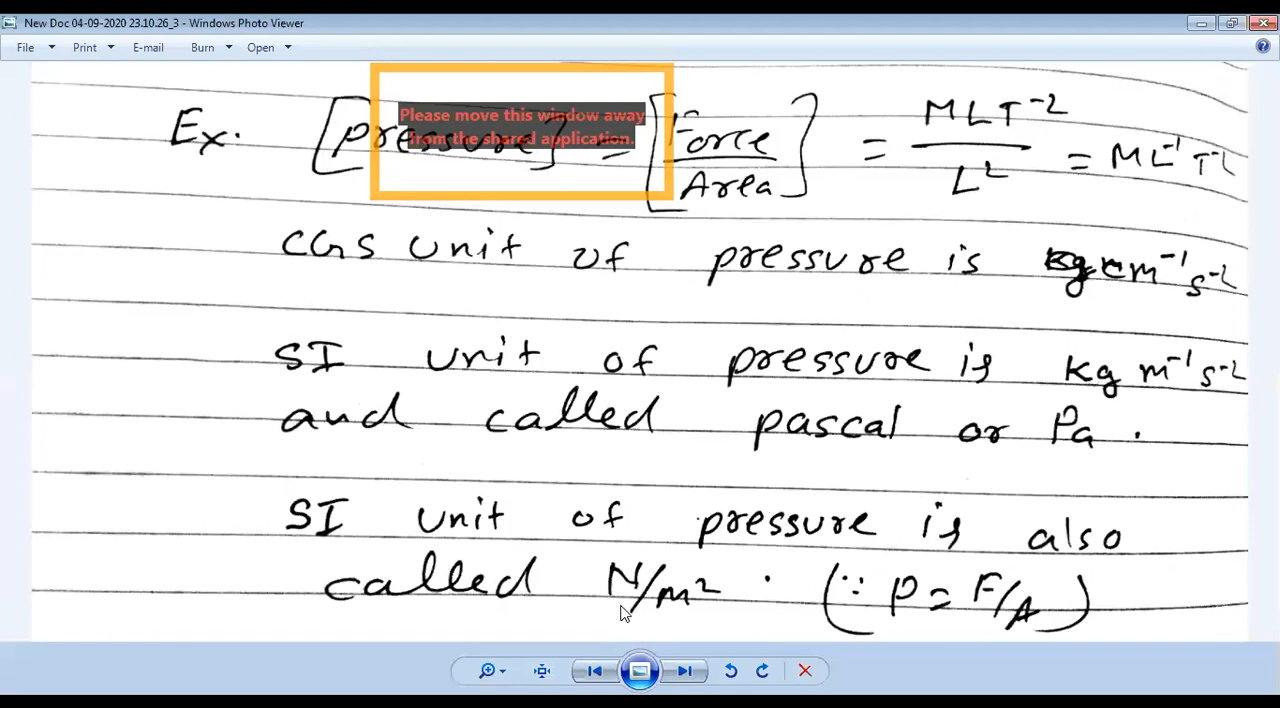 New Doc 04-09-2020 23.10.26_3 - Windows Photo Viewer
File Print E-mail Burn Open
Please move this window away
from the shared application.
Ex. [Pressure] = [Force/Area] = MLT⁻²/L² = ML⁻¹T⁻²
CGS unit of pressure is cm⁻¹s⁻²
SI unit of pressure is kg m⁻¹s⁻²
and called pascal or Pa.
SI unit of pressure is also
called N/m². (∵ P = F/A)